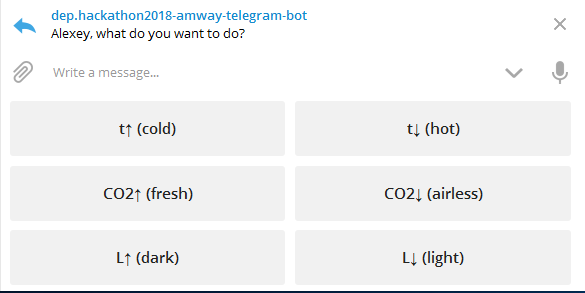 dep.hackathon2018-amway-telegram-bot
Alexey, what do you want to do?
Write a message...
t↑ (cold)
t↓ (hot)
CO2↑ (fresh)
CO2↓ (airless)
L↑ (dark)
L↓ (light)